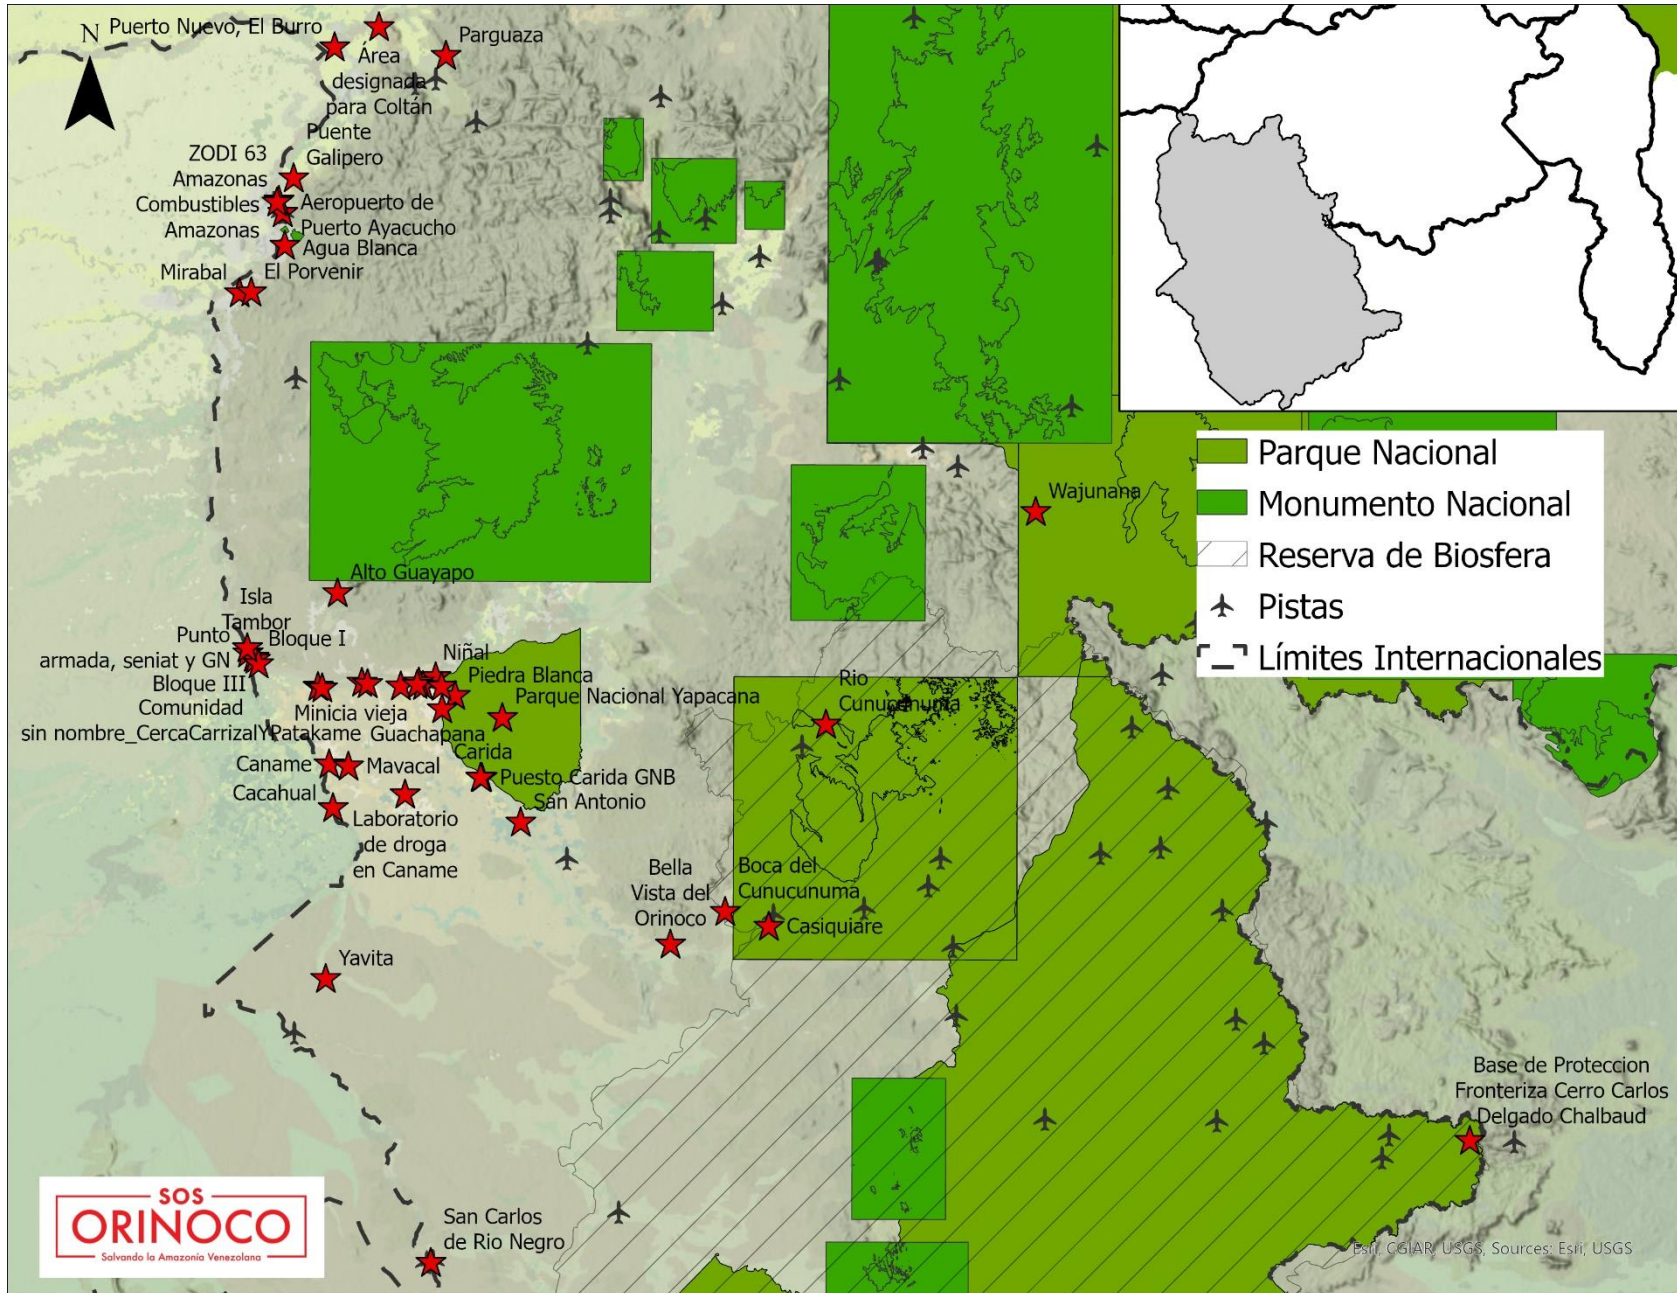 N
Puerto Nuevo, El Burro
Área
designada
para Coltán
Parguaza
Puente
Galipero
ZODI 63
Amazonas
Combustibles
Amazonas
Aeropuerto de
Puerto Ayacucho
Agua Blanca
Mirabal
El Porvenir
Parque Nacional
Monumento Nacional
Reserva de Biosfera
Pistas
Límites Internacionales
Wajunana
Alto Guayapo
Isla
Tambor
Punto
armada, seniat y GN
Bloque I
Bloque III
Comunidad
sin nombre_CercaCarrizalYPatakame
Niñal
Piedra Blanca
Parque Nacional Yapacana
Minicia vieja
Guachapana
Carida
Puesto Carida GNB
San Antonio
Caname
Mavacal
Cacahual
Laboratorio
de droga
en Caname
Rio
Cunucunuma
Bella
Vista del
Orinoco
Boca del
Cunucunuma
Casiquiare
Yavita
San Carlos
de Rio Negro
Base de Proteccion
Fronteriza Cerro Carlos
Delgado Chalbaud
SOS
ORINOCO
Salvando la Amazonía Venezolana
Esri, CGIAR, USGS, Sources: Esri, USGS